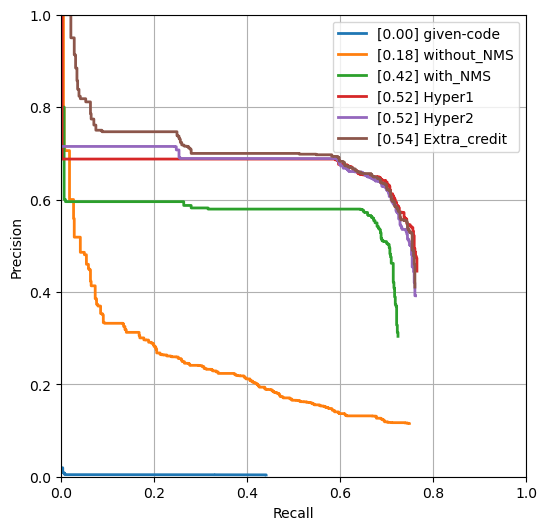 1.0
0.8
0.6
0.4
0.2
0.0
Precision
[0.00] given-code
[0.18] without_NMS
[0.42] with_NMS
[0.52] Hyper1
[0.52] Hyper2
[0.54] Extra_credit
0.0 0.2 0.4 0.6 0.8 1.0
Recall